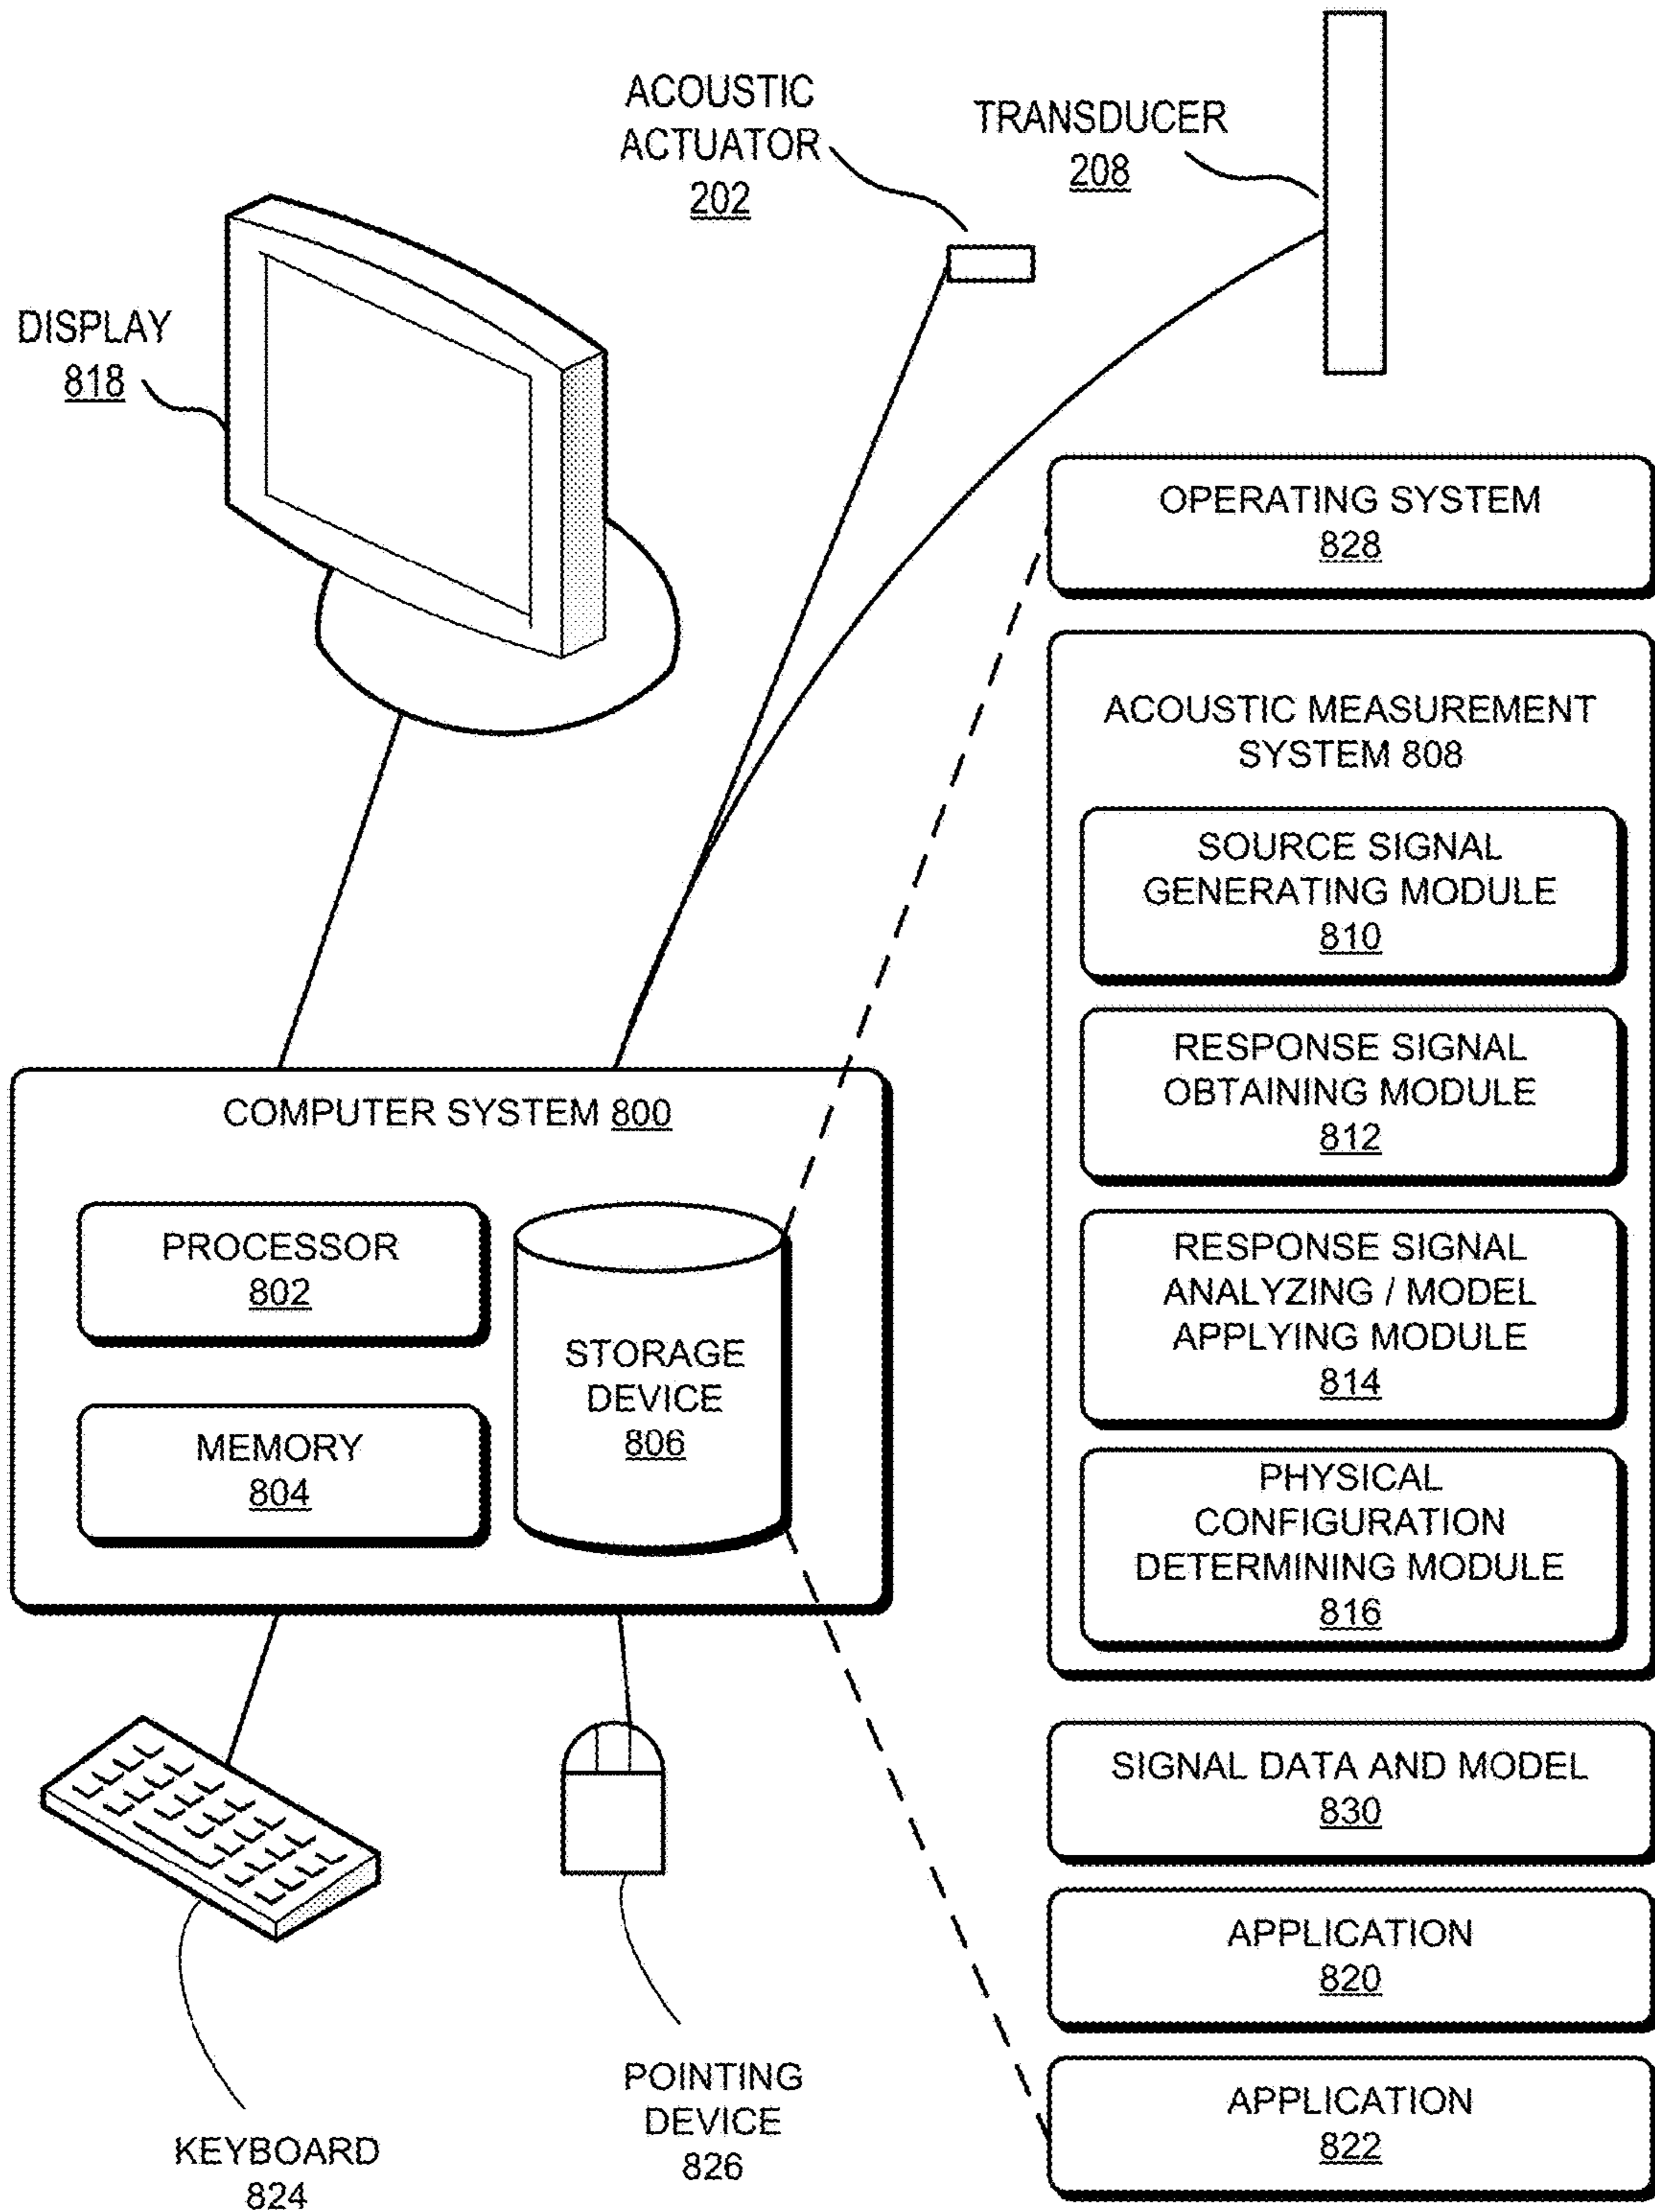 ACOUSTIC
ACTUATOR
202
TRANSDUCER
208
DISPLAY
818
OPERATING SYSTEM
828
ACOUSTIC MEASUREMENT
SYSTEM 808
SOURCE SIGNAL
GENERATING MODULE
810
RESPONSE SIGNAL
OBTAINING MODULE
812
RESPONSE SIGNAL
ANALYZING / MODEL
APPLYING MODULE
814
PHYSICAL
CONFIGURATION
DETERMINING MODULE
816
COMPUTER SYSTEM 800
PROCESSOR
802
MEMORY
804
STORAGE
DEVICE
806
SIGNAL DATA AND MODEL
830
APPLICATION
820
APPLICATION
822
KEYBOARD
824
POINTING
DEVICE
826